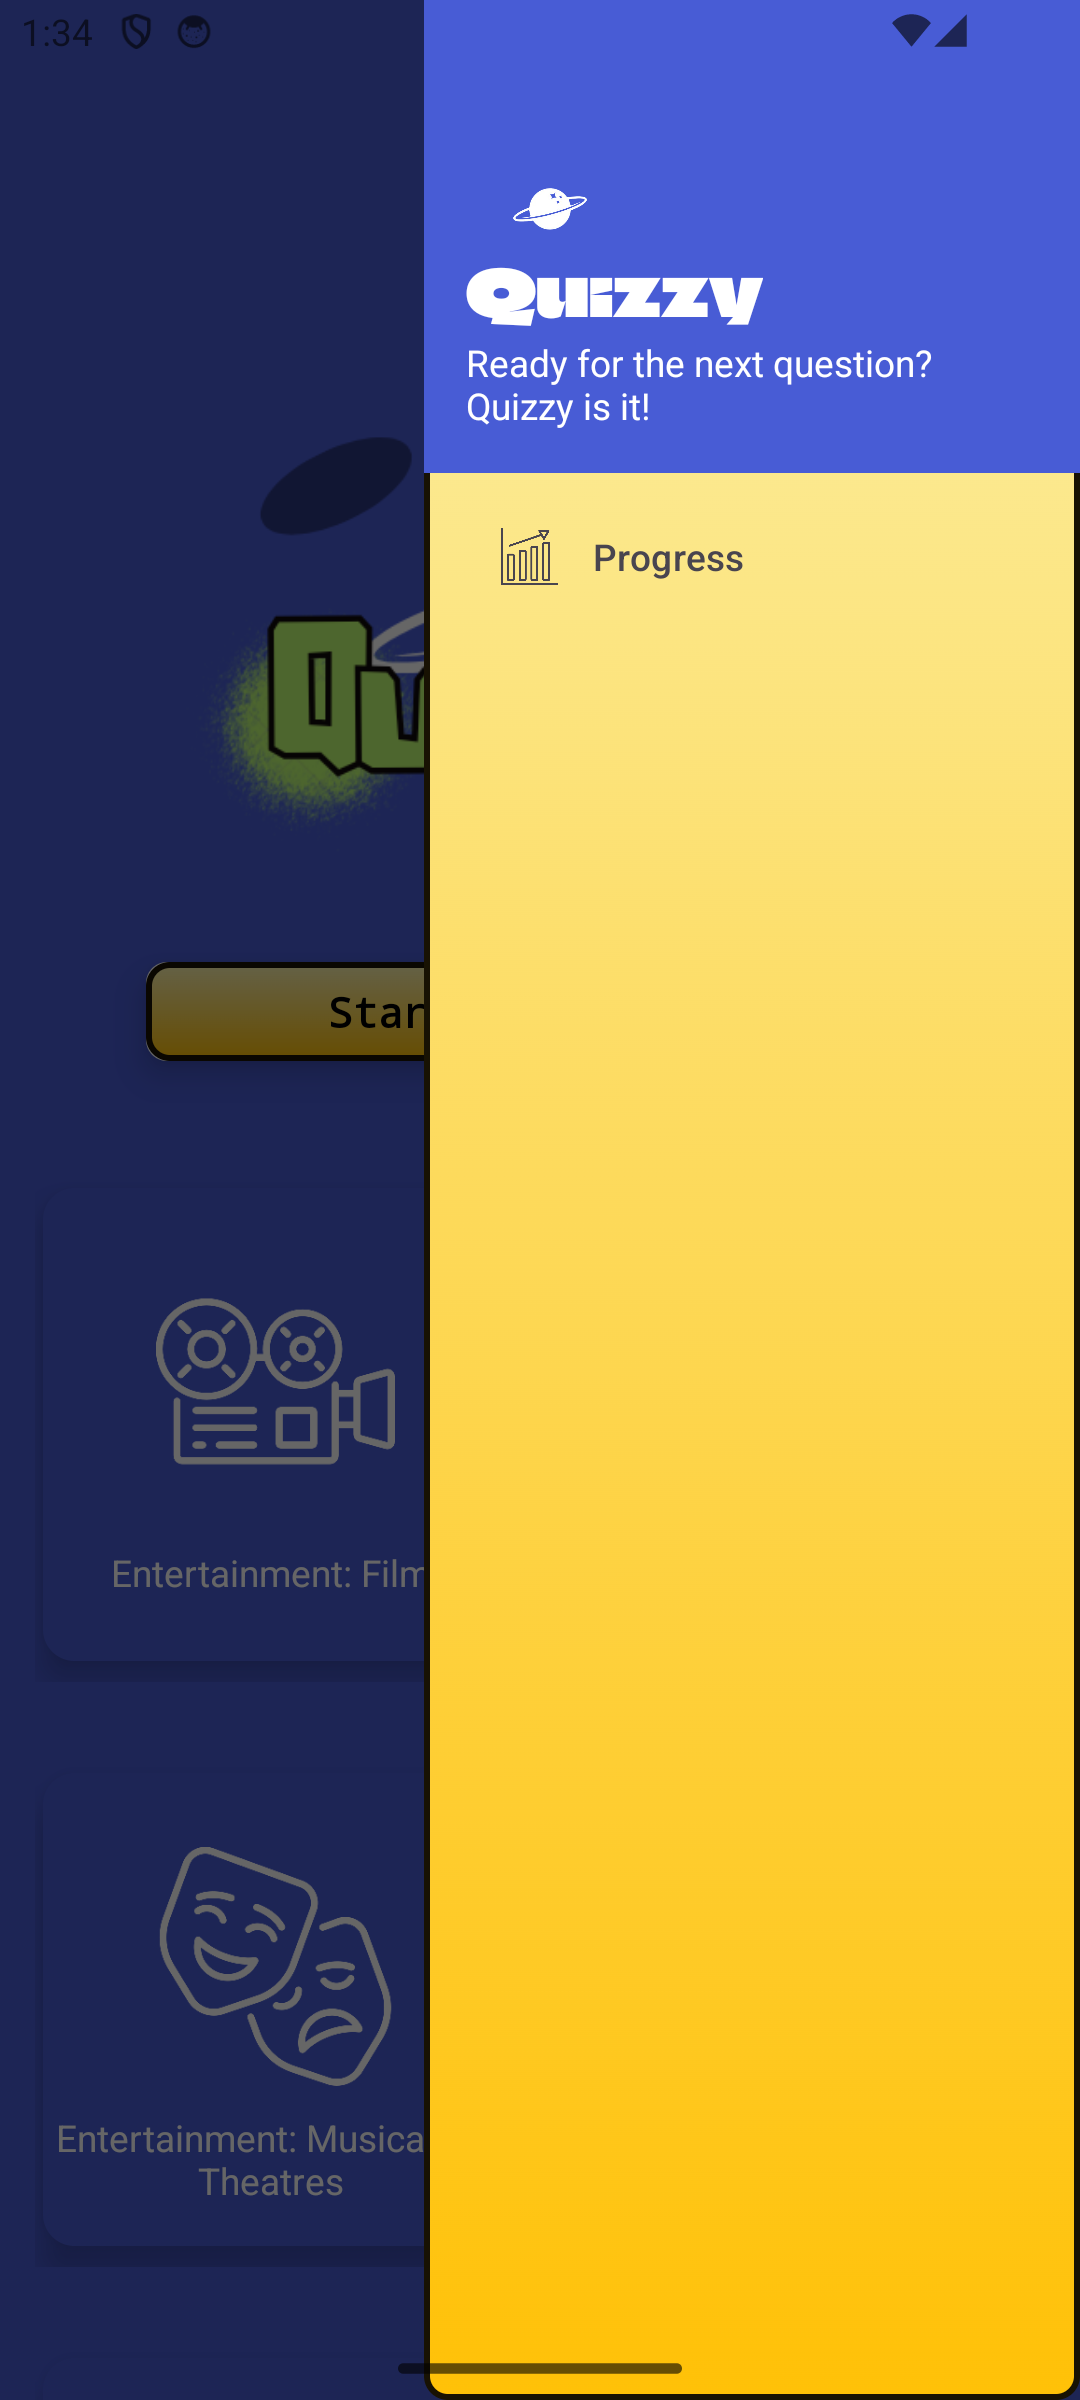 1:34
Quizzy
Ready for the next question?
Quizzy is it!
Progress
Qu
Star
Entertainment: Film
Entertainment: Musica
Theatres